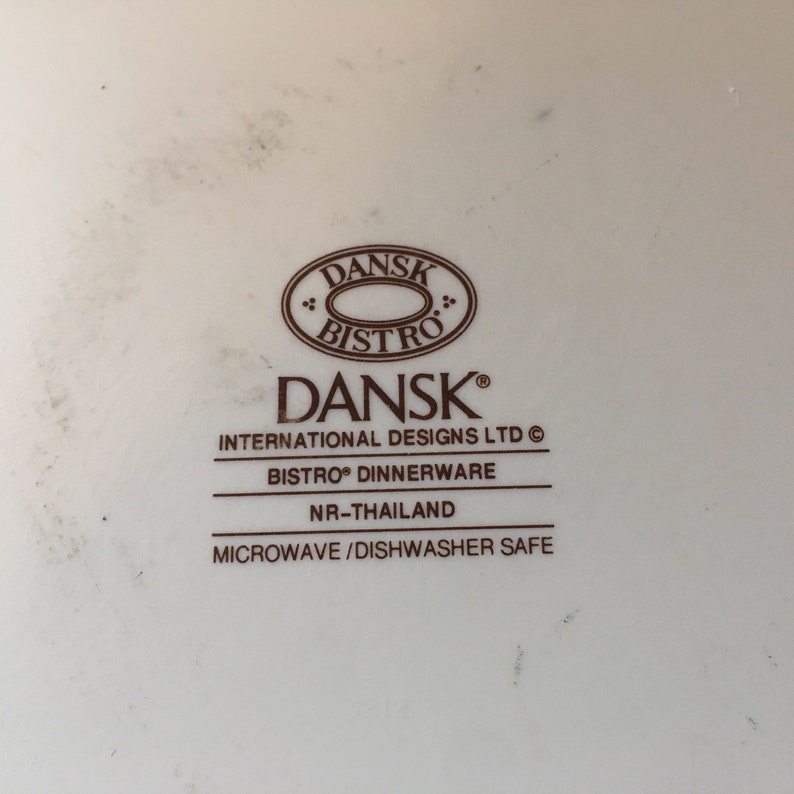 DANSK
BISTRO®
DANSK®
INTERNATIONAL DESIGNS LTD ©
BISTRO® DINNERWARE
NR-THAILAND
MICROWAVE/DISHWASHER SAFE